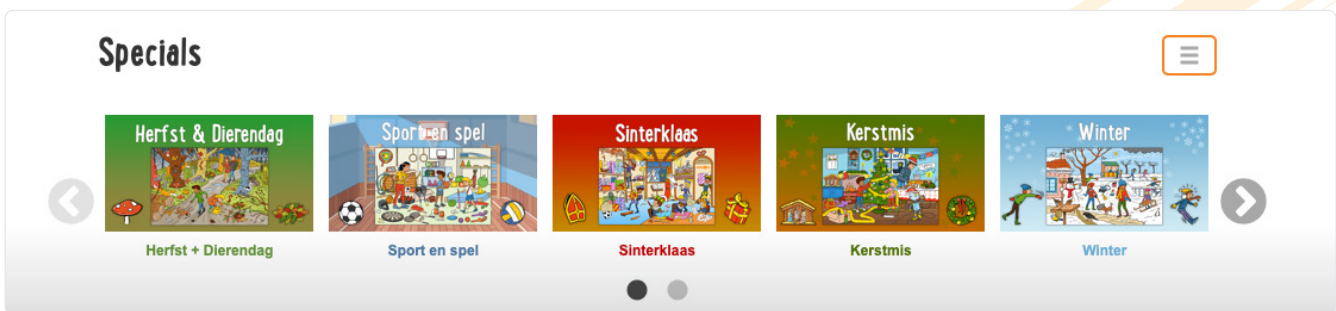 Specials
Herfst & Dierendag
Sport en spel
Sinterklaas
Kerstmis
Winter
Herfst + Dierendag
Sport en spel
Sinterklaas
Kerstmis
Winter